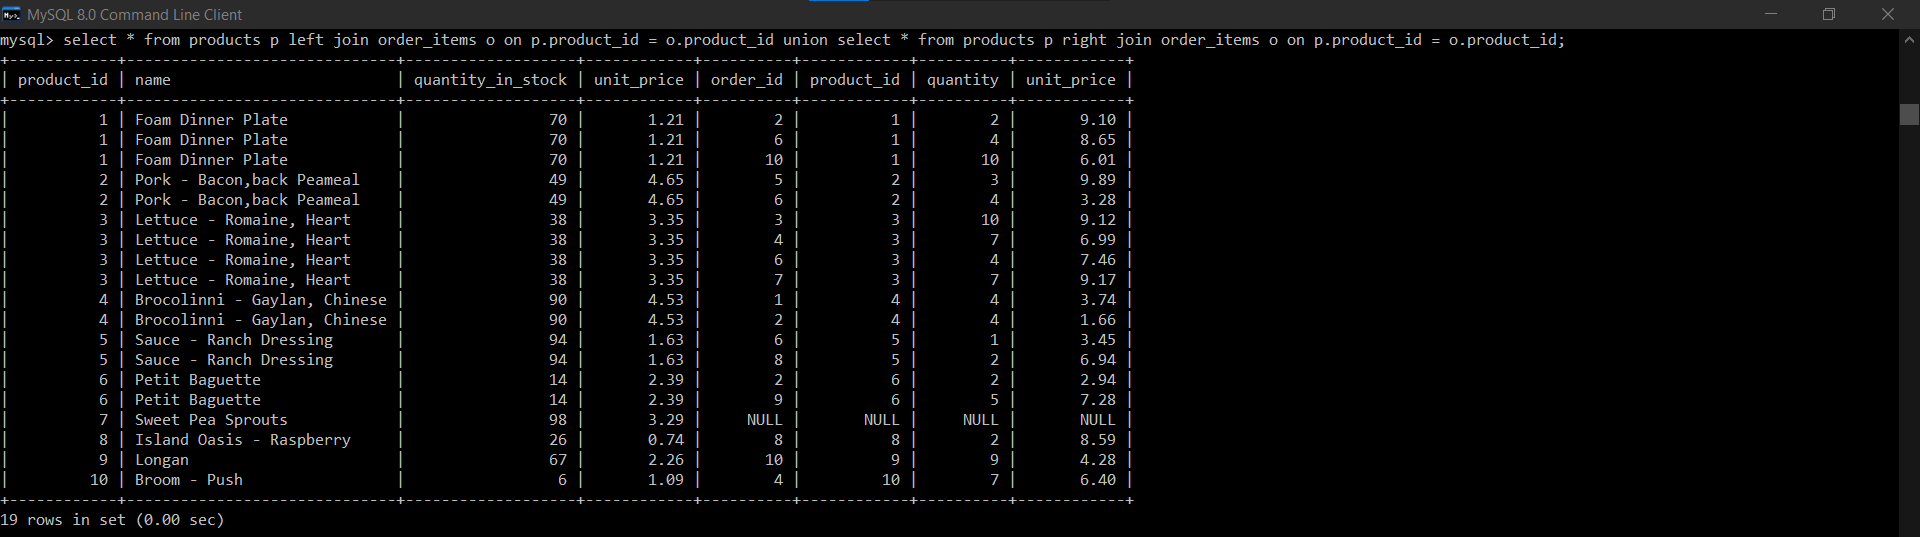 MySQL 8.0 Command Line Client
mysql> select * from products p left join order_items o on p.product_id = o.product_id union select * from products p right join order_items o on p.product_id = o.product_id;
+------------+------------------------------+-------------------+------------+----------+------------+----------+------------+
| product_id | name                         | quantity_in_stock | unit_price | order_id | product_id | quantity | unit_price |
+------------+------------------------------+-------------------+------------+----------+------------+----------+------------+
|          1 | Foam Dinner Plate            |                70 |       1.21 |        2 |          1 |        2 |       9.10 |
|          1 | Foam Dinner Plate            |                70 |       1.21 |        6 |          1 |        4 |       8.65 |
|          1 | Foam Dinner Plate            |                70 |       1.21 |       10 |          1 |       10 |       6.01 |
|          2 | Pork - Bacon,back Peameal    |                49 |       4.65 |        5 |          2 |        3 |       9.89 |
|          2 | Pork - Bacon,back Peameal    |                49 |       4.65 |        6 |          2 |        4 |       3.28 |
|          3 | Lettuce - Romaine, Heart     |                38 |       3.35 |        3 |          3 |       10 |       9.12 |
|          3 | Lettuce - Romaine, Heart     |                38 |       3.35 |        4 |          3 |        7 |       6.99 |
|          3 | Lettuce - Romaine, Heart     |                38 |       3.35 |        6 |          3 |        4 |       7.46 |
|          3 | Lettuce - Romaine, Heart     |                38 |       3.35 |        7 |          3 |        7 |       9.17 |
|          4 | Brocolinni - Gaylan, Chinese |                90 |       4.53 |        1 |          4 |        4 |       3.74 |
|          4 | Brocolinni - Gaylan, Chinese |                90 |       4.53 |        2 |          4 |        4 |       1.66 |
|          5 | Sauce - Ranch Dressing       |                94 |       1.63 |        6 |          5 |        1 |       3.45 |
|          5 | Sauce - Ranch Dressing       |                94 |       1.63 |        8 |          5 |        2 |       6.94 |
|          6 | Petit Baguette               |                14 |       2.39 |        2 |          6 |        2 |       2.94 |
|          6 | Petit Baguette               |                14 |       2.39 |        9 |          6 |        5 |       7.28 |
|          7 | Sweet Pea Sprouts            |                98 |       3.29 |     NULL |       NULL |     NULL |       NULL |
|          8 | Island Oasis - Raspberry     |                26 |       0.74 |        8 |          8 |        2 |       8.59 |
|          9 | Longan                       |                67 |       2.26 |       10 |          9 |        9 |       4.28 |
|         10 | Broom - Push                 |                 6 |       1.09 |        4 |         10 |        7 |       6.40 |
+------------+------------------------------+-------------------+------------+----------+------------+----------+------------+
19 rows in set (0.00 sec)